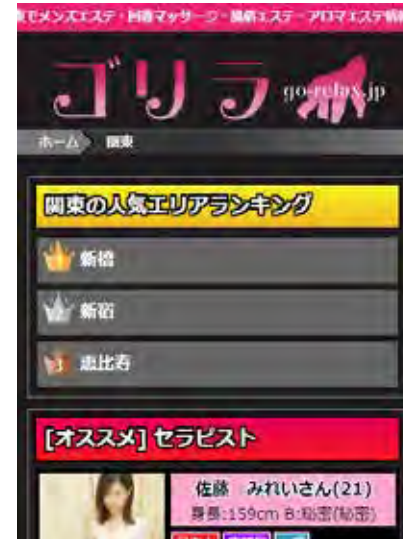 でメンズエステ・回春マッサージ・風俗エステ・アロマエステ情報
ゴリラ go-relax.jp
ホーム 関東
関東の人気エリアランキング
1 新橋
2 新宿
3 恵比寿
[オススメ] セラピスト
佐藤 みれいさん(21)
身長:159cm B:秘密(秘密)